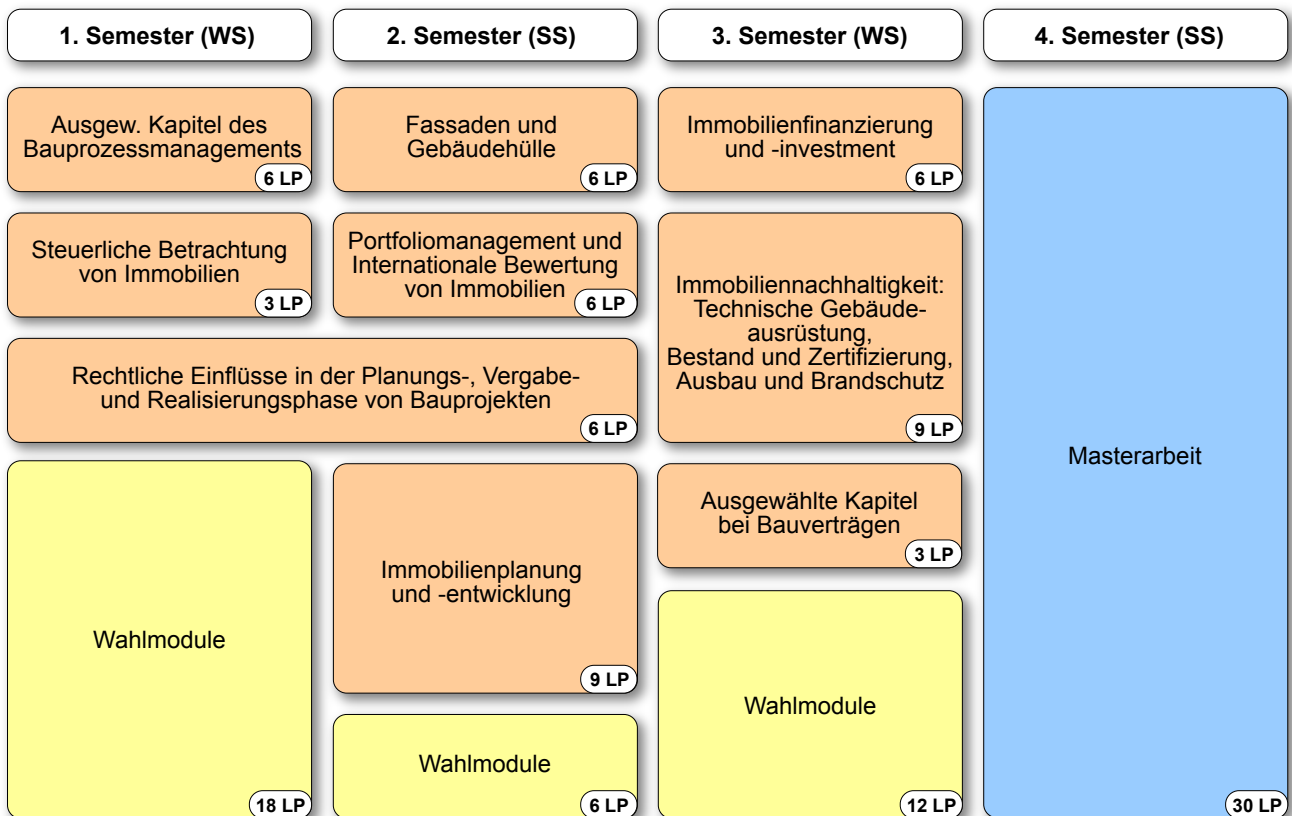 1. Semester (WS)
2. Semester (SS)
3. Semester (WS)
4. Semester (SS)
Ausgew. Kapitel des
Bauprozessmanagements
6 LP
Fassaden und
Gebäudehülle
6 LP
Immobilienfinanzierung
und -investment
6 LP
Steuerliche Betrachtung
von Immobilien
3 LP
Portfoliomanagement und
Internationale Bewertung
von Immobilien
6 LP
Immobiliennachhaltigkeit:
Technische Gebäude-
ausrüstung,
Bestand und Zertifizierung,
Ausbau und Brandschutz
9 LP
Rechtliche Einflüsse in der Planungs-, Vergabe-
und Realisierungsphase von Bauprojekten
6 LP
Masterarbeit
30 LP
Wahlmodule
18 LP
Immobilienplanung
und -entwicklung
9 LP
Ausgewählte Kapitel
bei Bauverträgen
3 LP
Wahlmodule
6 LP
Wahlmodule
12 LP